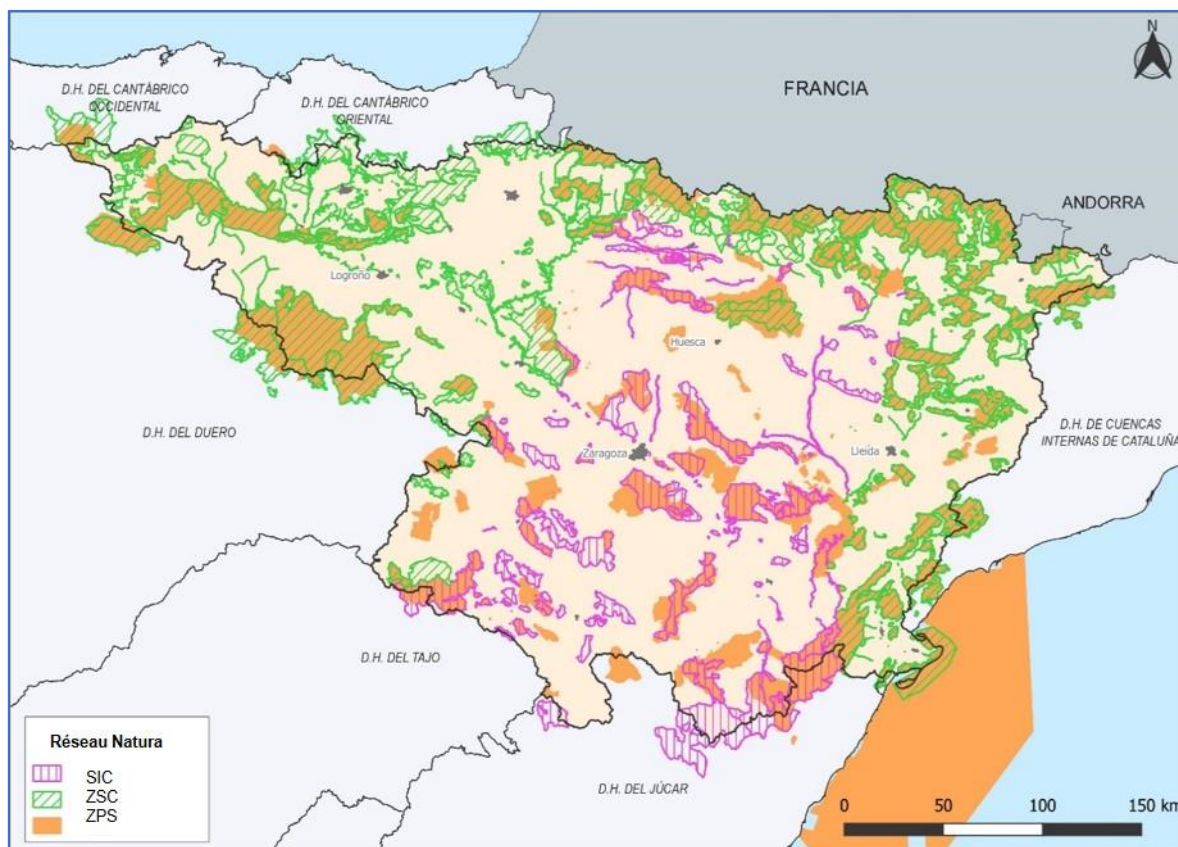 N
D.H. DEL CANTÁBRICO
OCCIDENTAL
D.H. DEL CANTÁBRICO
ORIENTAL
FRANCIA
ANDORRA
Logroño
Huesca
D.H. DEL DUERO
Zaragoza
Lleida
D.H. DE CUENCAS
INTERNAS DE CATALUÑA
D.H. DEL TAJO
D.H. DEL JÚCAR
Réseau Natura
SIC
ZSC
ZPS
0 50 100 150 km